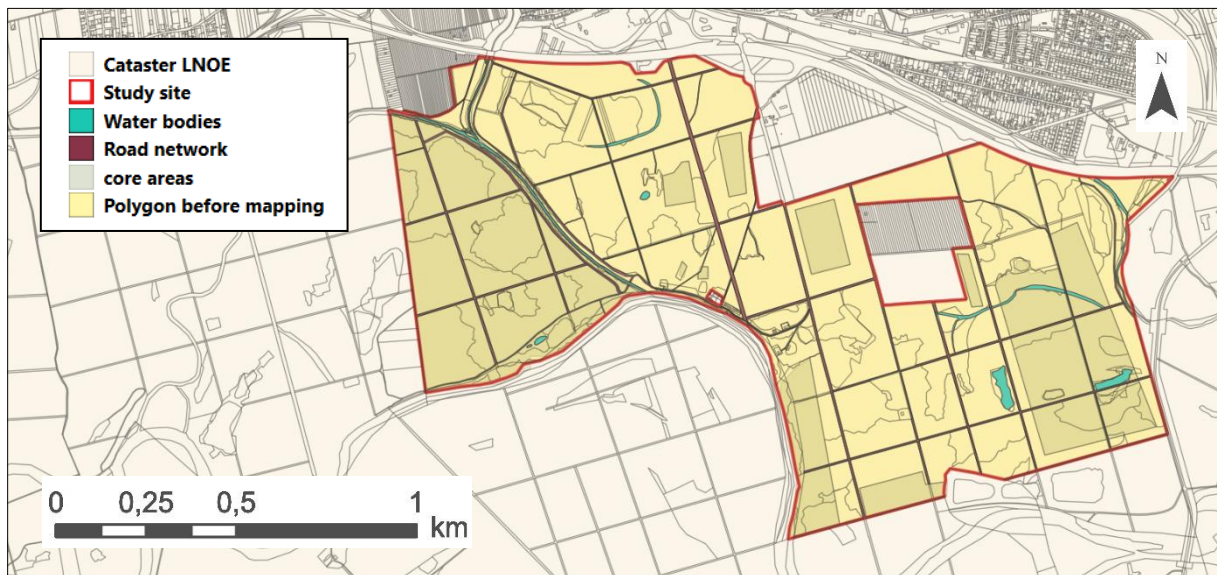 Cataster LNOE
Study site
Water bodies
Road network
core areas
Polygon before mapping
N
0 0,25 0,5 1
km